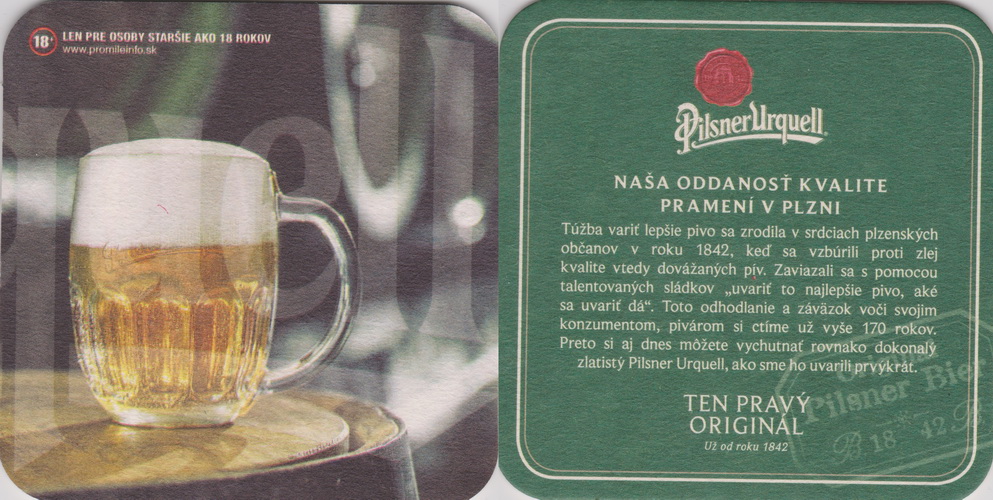 18+ LEN PRE OSOBY STARŠIE AKO 18 ROKOV
www.promileinfo.sk
Pilsner Urquell
NAŠA ODDANOSŤ KVALITE
PRAMENÍ V PLZNI
Túžba variť lepšie pivo sa zrodila v srdciach plzenských
občanov v roku 1842, keď sa vzbúrili proti zlej
kvalite vtedy dovážaných pív. Zaviazali sa s pomocou
talentovaných sládkov „uvariť to najlepšie pivo, aké
sa uvariť dá“. Toto odhodlanie a záväzok voči svojim
konzumentom, pivárom si ctíme už vyše 170 rokov.
Preto si aj dnes môžete vychutnať rovnako dokonalý
zlatistý Pilsner Urquell, ako sme ho uvarili prvýkrát.
TEN PRAVÝ
ORIGINÁL
Už od roku 1842
Original
Pilsner Bier
B 18 42 B